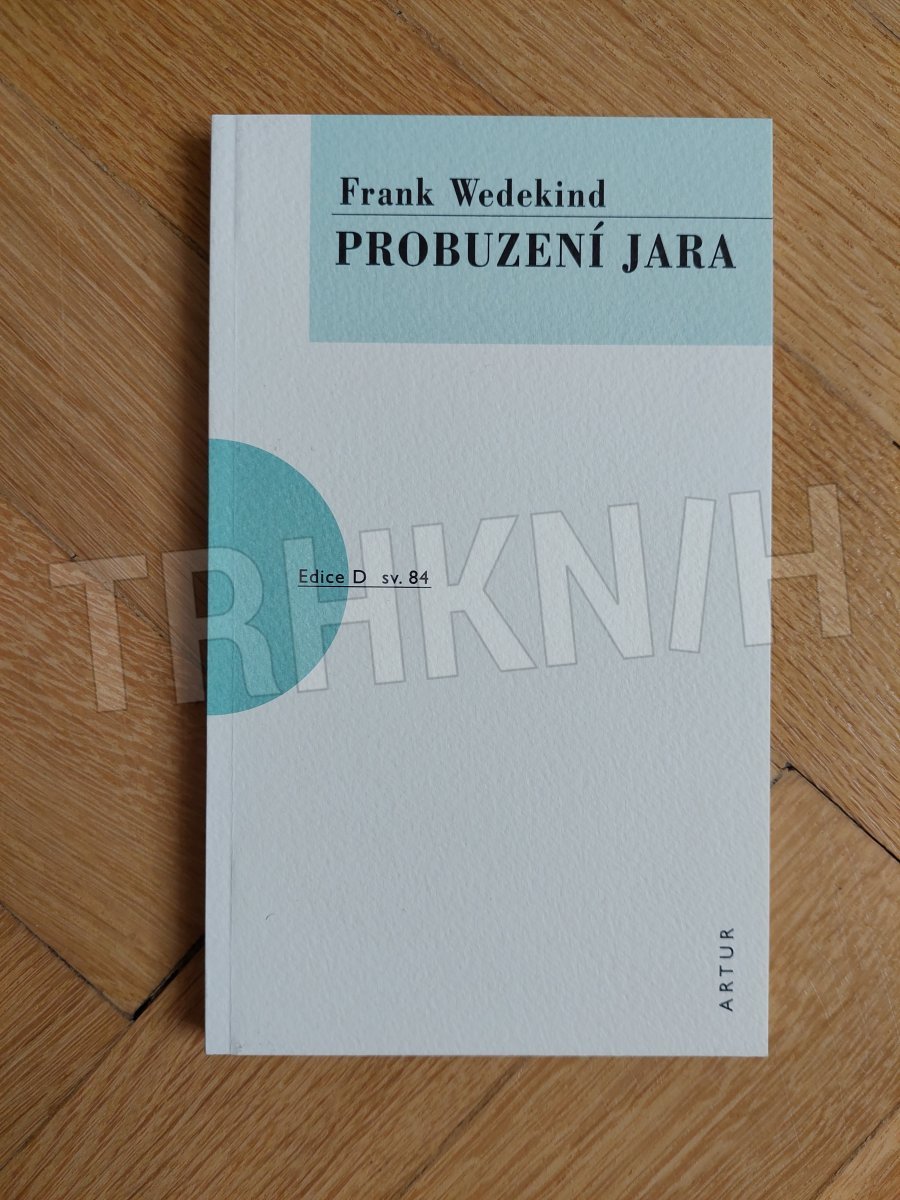 Frank Wedekind
PROBUZENÍ JARA
Edice D sv. 84
TRHKNIH
ARTUR